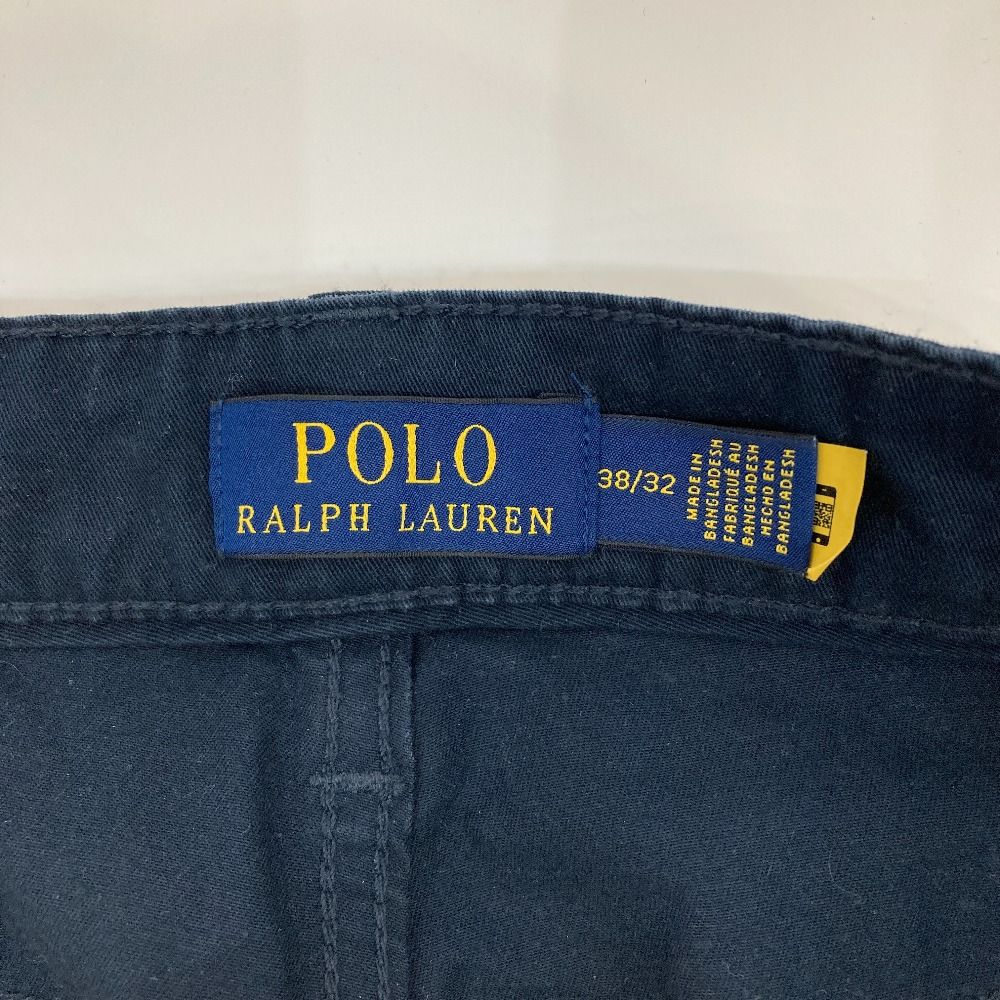 POLO
RALPH LAUREN
38/32
MADE IN
BANGLADESH
FABRIQUÉ AU
BANGLADESH
HECHO EN
BANGLADESH